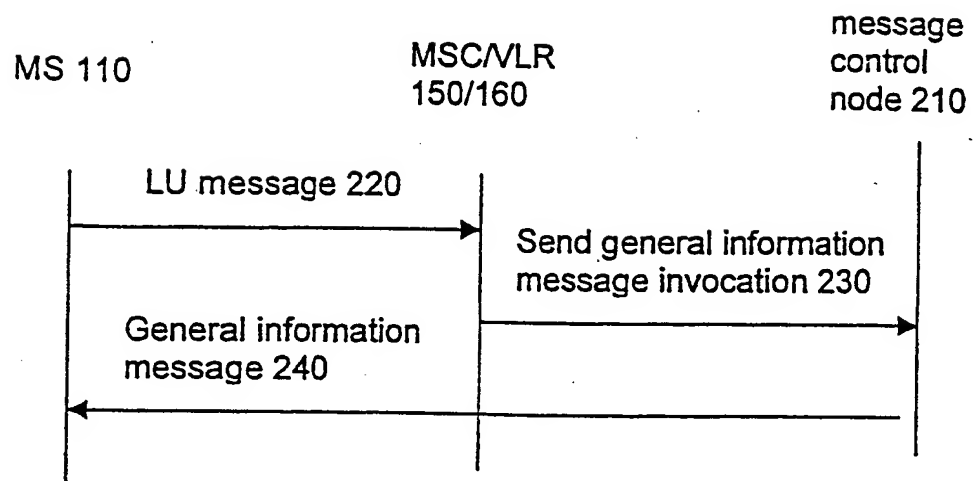 MS 110
MSC/VLR
150/160
message
control
node 210
LU message 220
Send general information
message invocation 230
General information
message 240